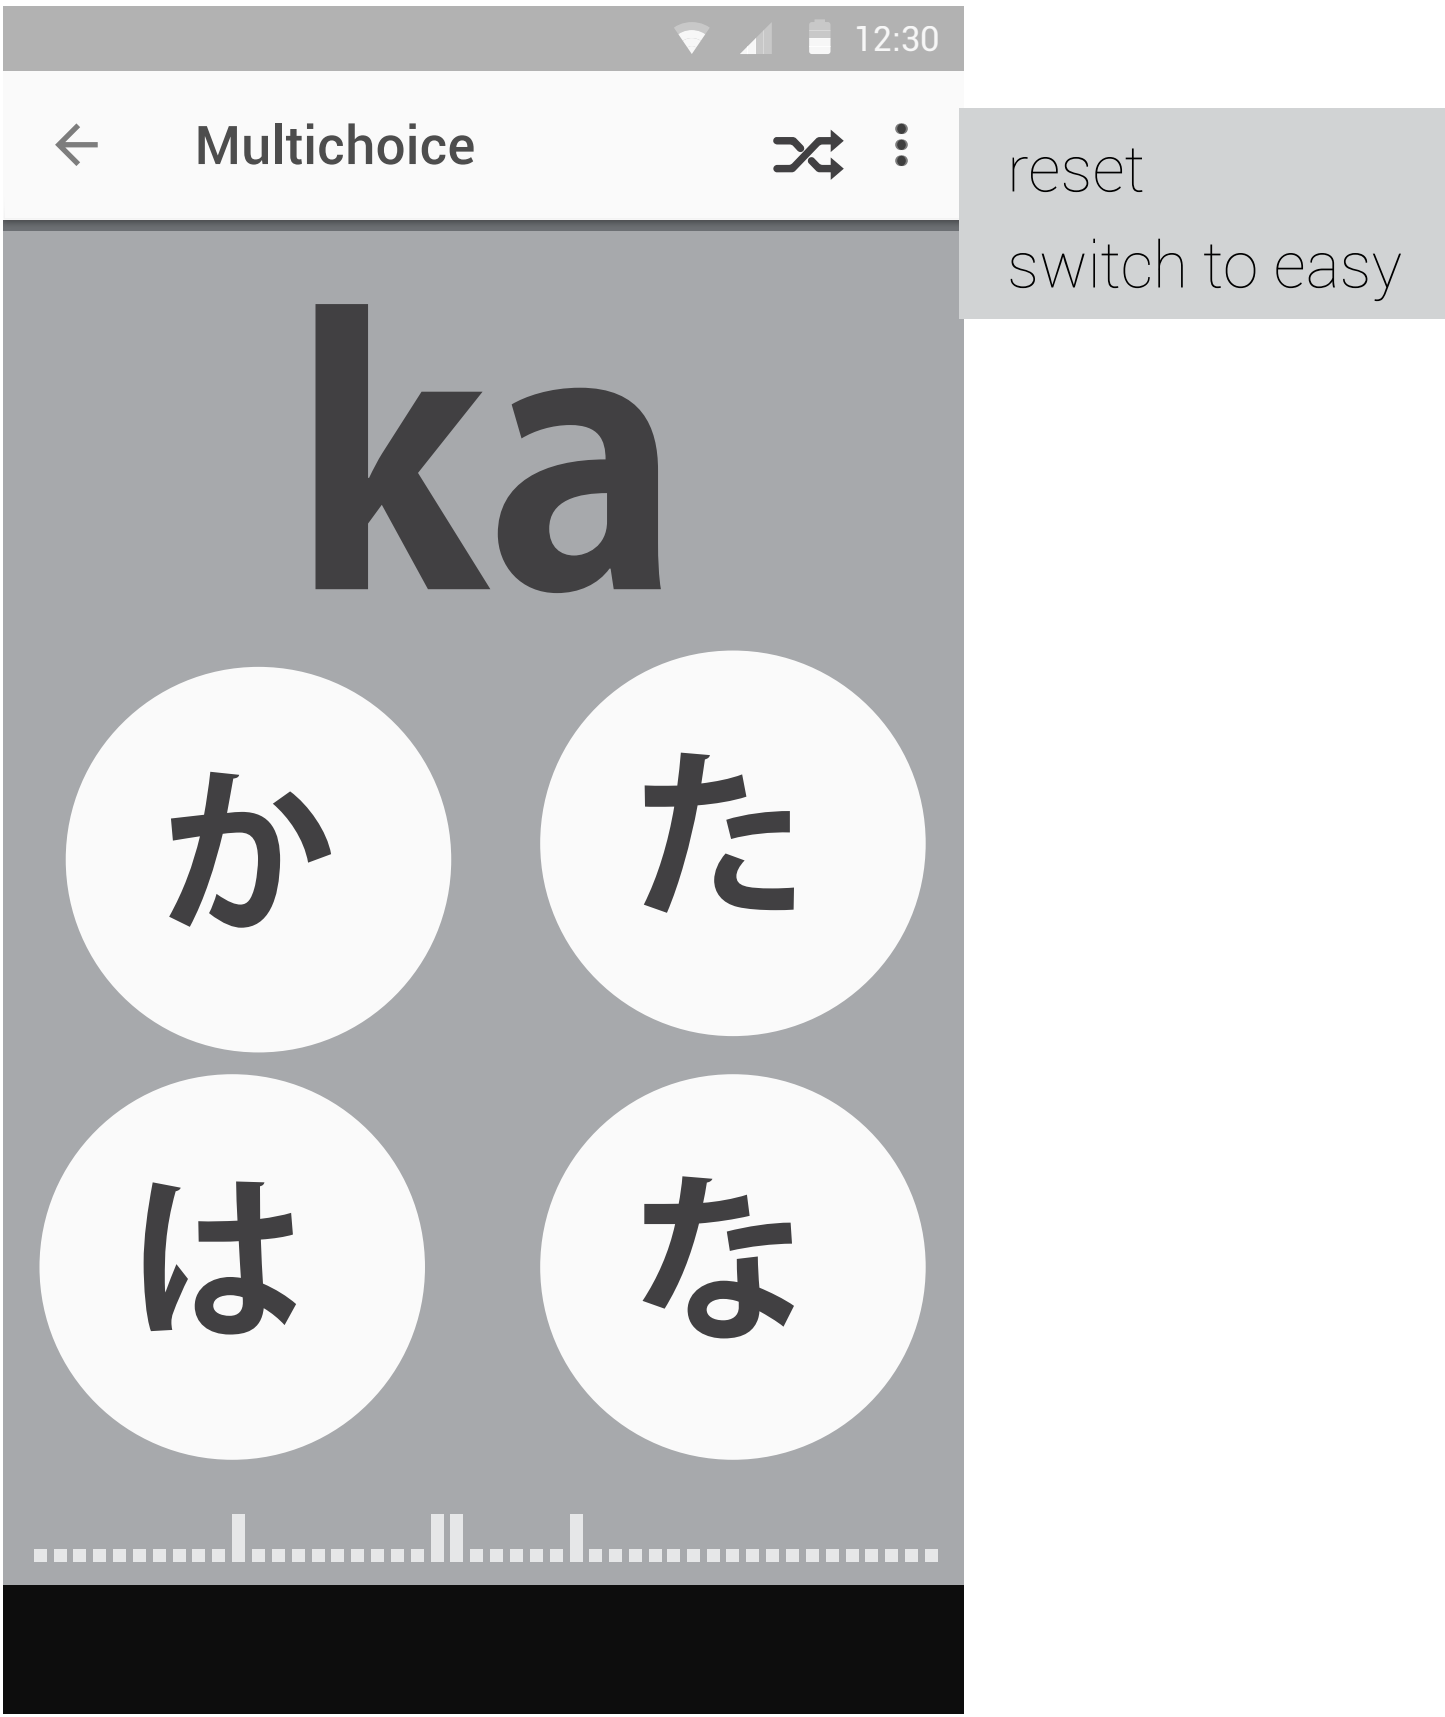 12:30
Multichoice
reset
switch to easy
ka
か た
は な